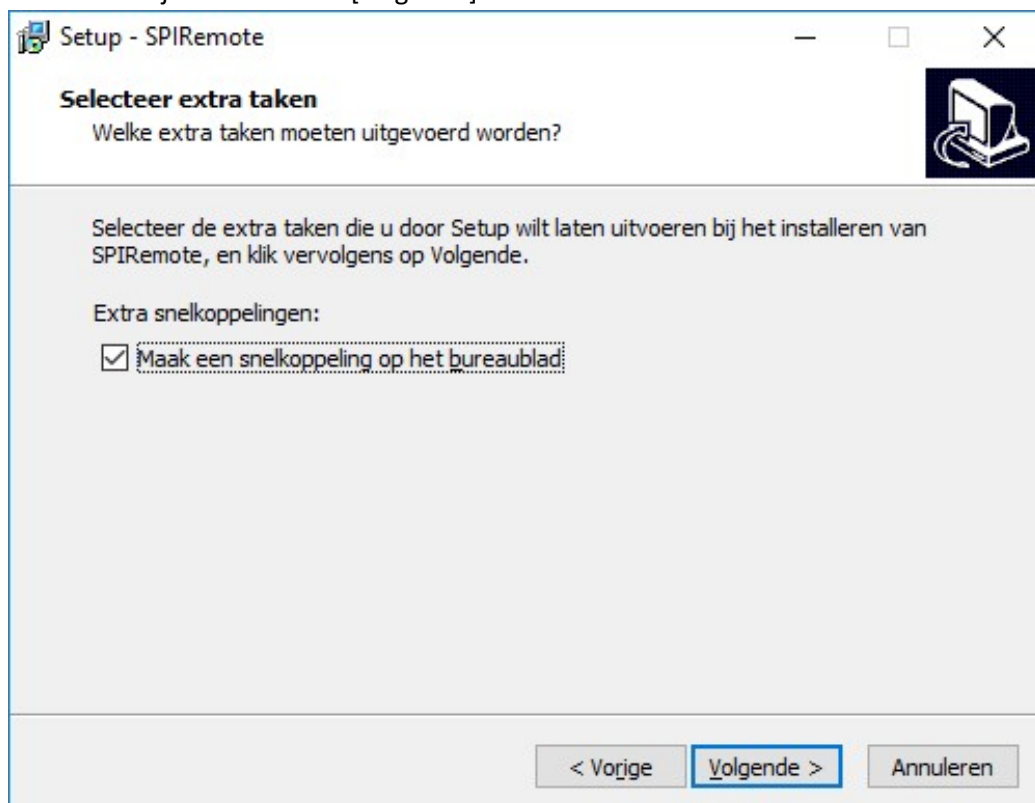 Setup - SPIRemote
Selecteer extra taken
Welke extra taken moeten uitgevoerd worden?
Selecteer de extra taken die u door Setup wilt laten uitvoeren bij het installeren van
SPIRemote, en klik vervolgens op Volgende.
Extra snelkoppelingen:
Maak een snelkoppeling op het bureaublad
< Vorige Volgende > Annuleren